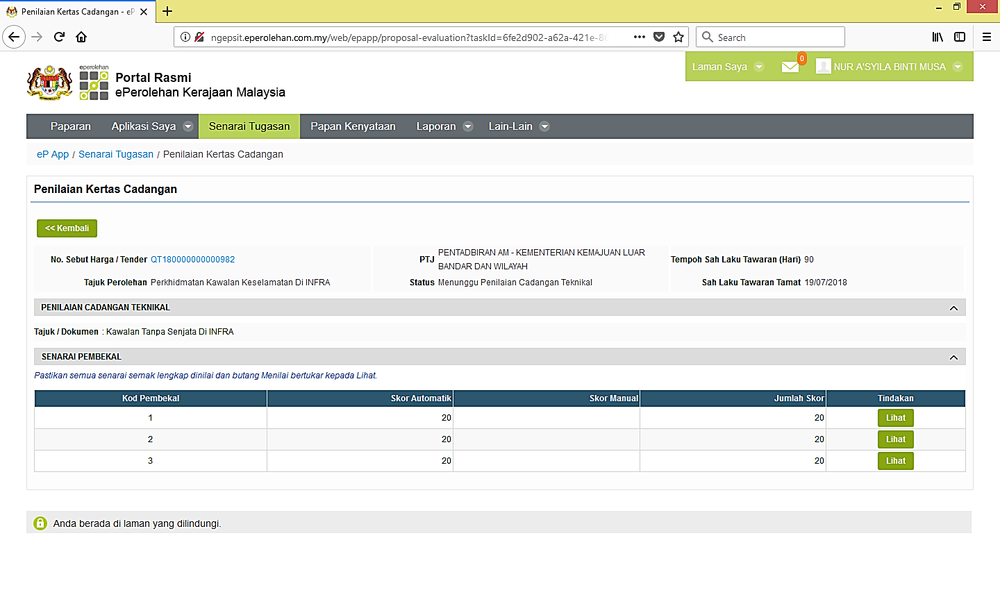 Penilaian Kertas Cadangan - eP
ngepsit.eperolehan.com.my/web/epapp/proposal-evaluation?taskId=6fe2d902-a62a-421e-8
Search
Laman Saya
0
NUR A'SYILA BINTI MUSA
eperolehan
Portal Rasmi
ePerolehan Kerajaan Malaysia
Paparan Aplikasi Saya Senarai Tugasan Papan Kenyataan Laporan Lain-Lain
eP App / Senarai Tugasan / Penilaian Kertas Cadangan
Penilaian Kertas Cadangan
<< Kembali
No. Sebut Harga / Tender QT180000000000982
PTJ PENTADBIRAN AM - KEMENTERIAN KEMAJUAN LUAR
BANDAR DAN WILAYAH
Tempoh Sah Laku Tawaran (Hari) 90
Tajuk Perolehan Perkhidmatan Kawalan Keselamatan Di INFRA
Status Menunggu Penilaian Cadangan Teknikal
Sah Laku Tawaran Tamat 19/07/2018
PENILAIAN CADANGAN TEKNIKAL
Tajuk / Dokumen : Kawalan Tanpa Senjata Di INFRA
SENARAI PEMBEKAL
Pastikan semua senarai semak lengkap dinilai dan butang Menilai bertukar kepada Lihat.
Kod Pembekal Skor Automatik Skor Manual Jumlah Skor Tindakan
1 20 20 Lihat
2 20 20 Lihat
3 20 20 Lihat
Anda berada di laman yang dilindungi.